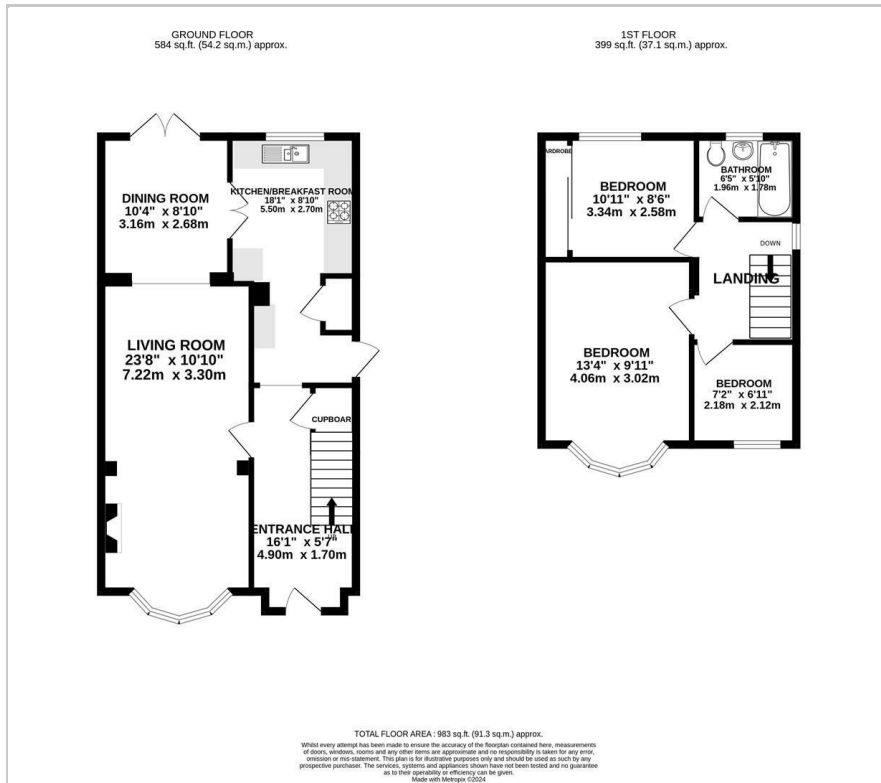 GROUND FLOOR
584 sq.ft. (54.2 sq.m.) approx.
1ST FLOOR
399 sq.ft. (37.1 sq.m.) approx.
DINING ROOM
10'4" x 8'10"
3.16m x 2.68m
KITCHEN/BREAKFAST ROOM
18'1" x 8'10"
5.50m x 2.70m
LIVING ROOM
23'8" x 10'10"
7.22m x 3.30m
CUPBOAR
UP
ENTRANCE HALL
16'1" x 5'7"
4.90m x 1.70m
ARDROBE
BEDROOM
10'11" x 8'6"
3.34m x 2.58m
BATHROOM
6'5" x 5'10"
1.96m x 1.78m
DOWN
LANDING
BEDROOM
13'4" x 9'11"
4.06m x 3.02m
BEDROOM
7'2" x 6'11"
2.18m x 2.12m
TOTAL FLOOR AREA : 983 sq.ft. (91.3 sq.m.) approx.
Whilst every attempt has been made to ensure the accuracy of the floorplan contained here, measurements
of doors, windows, rooms and any other items are approximate and no responsibility is taken for any error,
omission or mis-statement. This plan is for illustrative purposes only and should be used as such by any
prospective purchaser. The services, systems and appliances shown have not been tested and no guarantee
as to their operability or efficiency can be given.
Made with Metropix ©2024